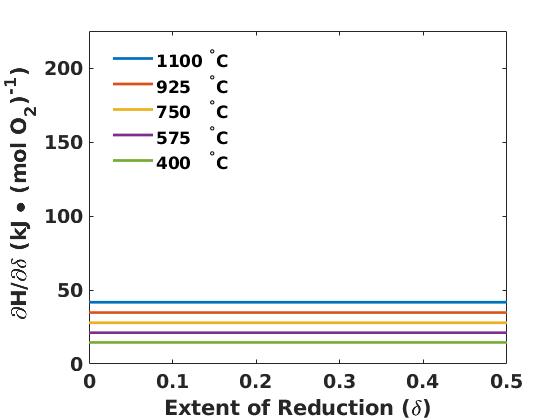 200
150
100
50
0
∂H/∂δ (kJ • (mol O2)-1)
1100 °C
925 °C
750 °C
575 °C
400 °C
0 0.1 0.2 0.3 0.4 0.5
Extent of Reduction (δ)